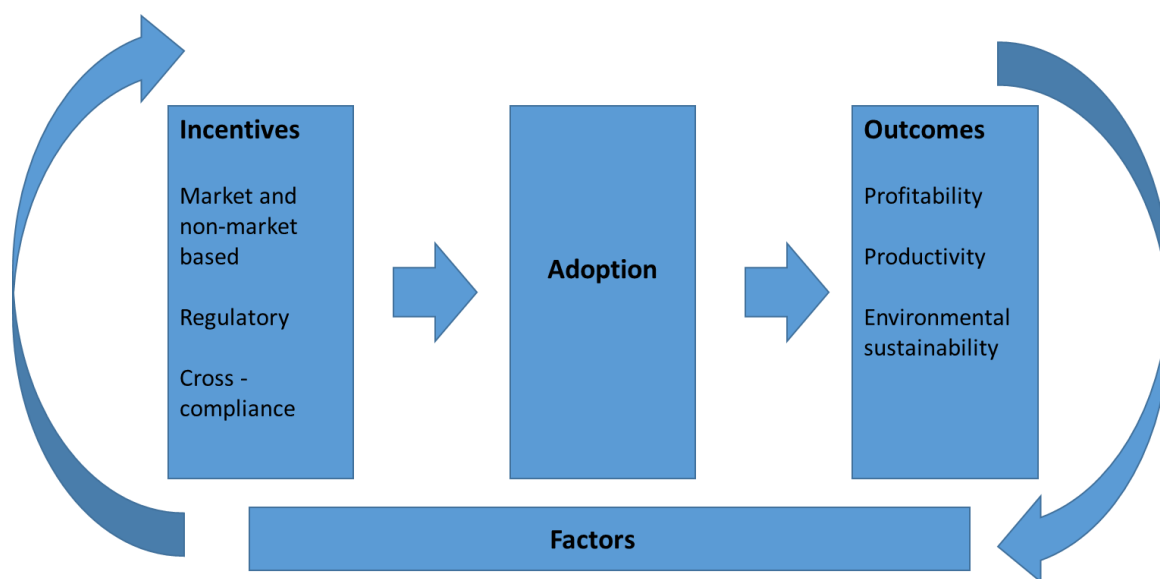 Incentives
Market and
non-market
based
Regulatory
Cross -
compliance
Adoption
Outcomes
Profitability
Productivity
Environmental
sustainability
Factors